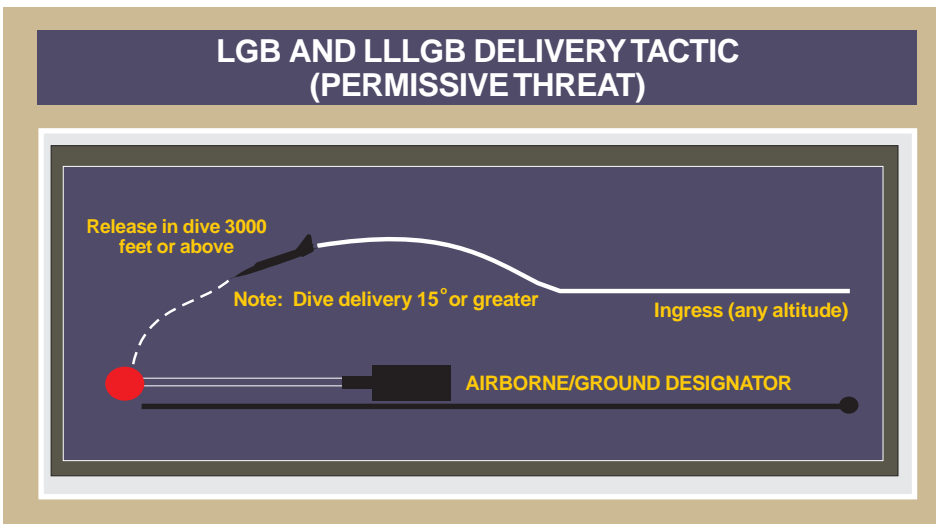 LGB AND LLLGB DELIVERY TACTIC
(PERMISSIVE THREAT)
Release in dive 3000
feet or above
Note: Dive delivery 15° or greater
Ingress (any altitude)
AIRBORNE/GROUND DESIGNATOR